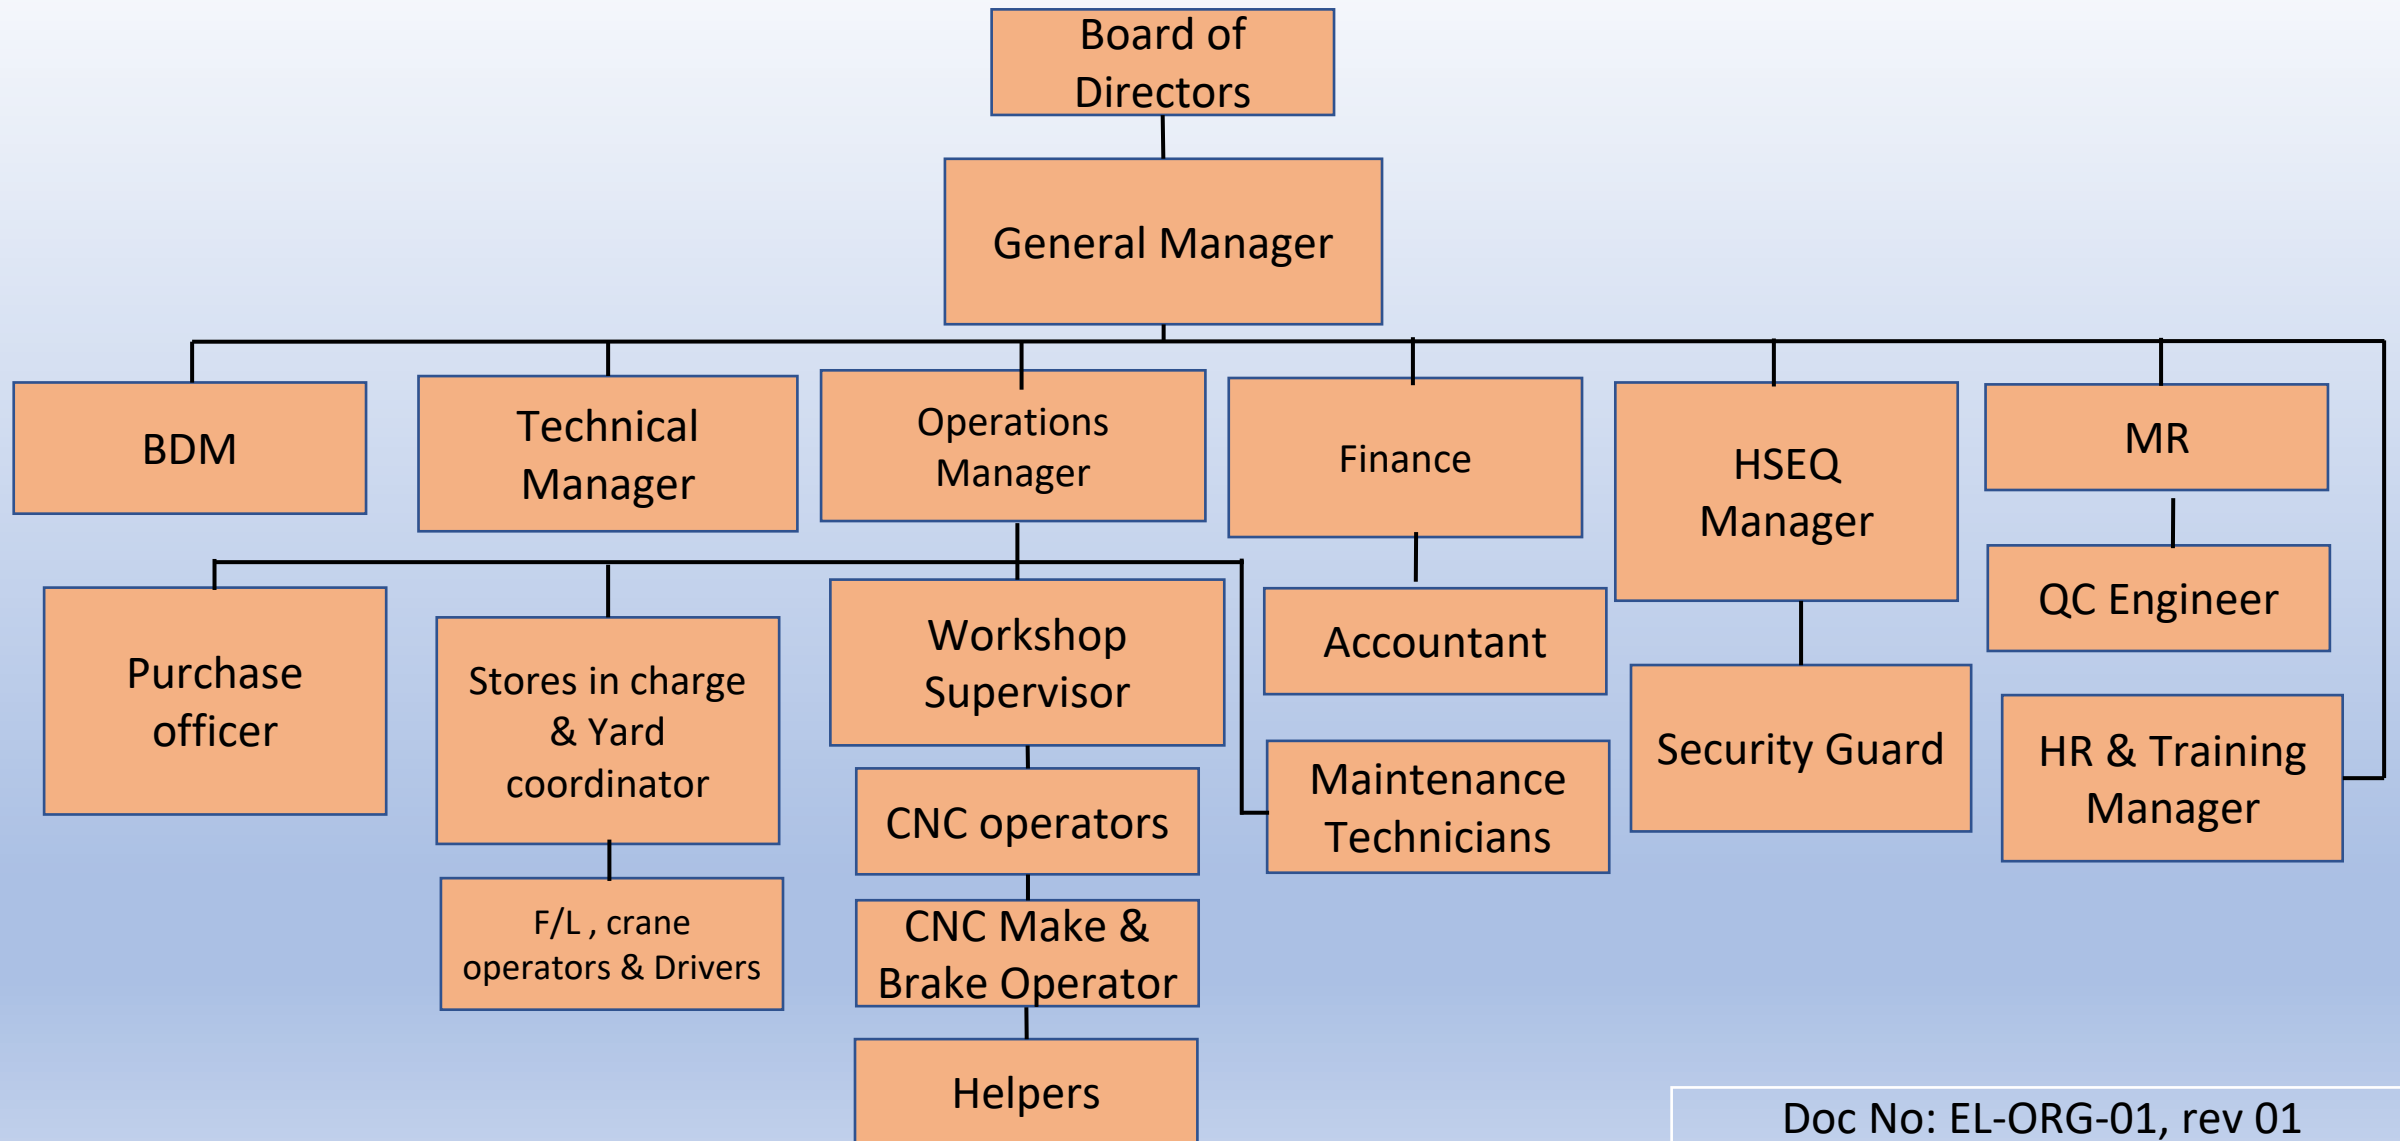 Board of
Directors
General Manager
BDM
Technical
Manager
Operations
Manager
Finance
HSEQ
Manager
MR
Purchase
officer
Stores in charge
& Yard
coordinator
Workshop
Supervisor
Accountant
QC Engineer
Security Guard
HR & Training
Manager
CNC operators
Maintenance
Technicians
F/L , crane
operators & Drivers
CNC Make &
Brake Operator
Helpers
Doc No: EL-ORG-01, rev 01